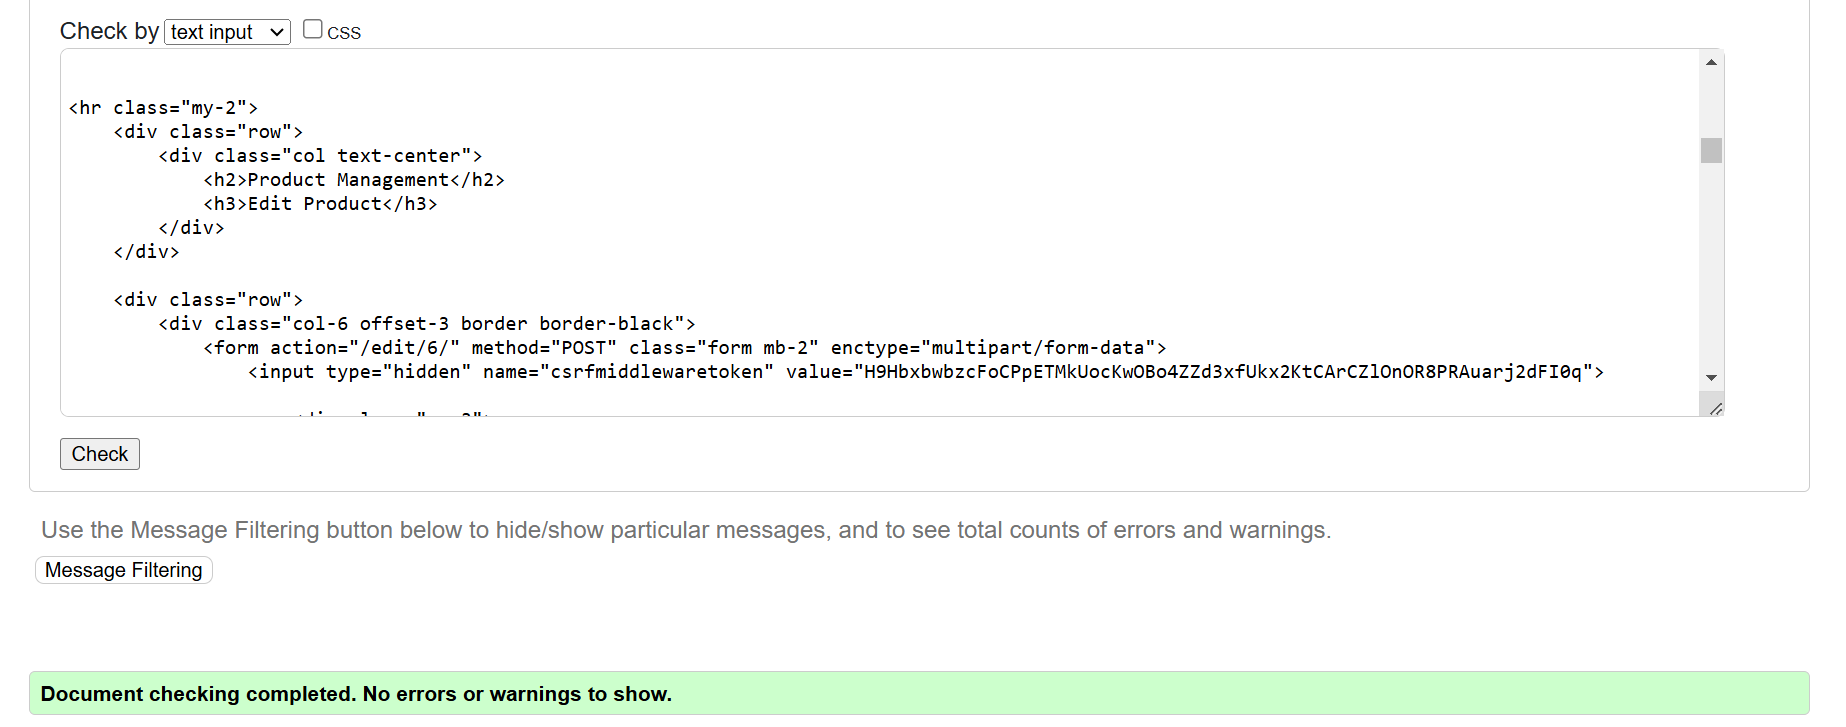 Check by text input CSS
<hr class="my-2">
<div class="row">
<div class="col text-center">
<h2>Product Management</h2>
<h3>Edit Product</h3>
</div>
</div>
<div class="row">
<div class="col-6 offset-3 border border-black">
<form action="/edit/6/" method="POST" class="form mb-2" enctype="multipart/form-data">
<input type="hidden" name="csrfmiddlewaretoken" value="H9HbxbwbzcFoCPpETMkUocKwOBo4ZZd3xfUkx2KtCArCZlOnOR8PRAuarj2dFI0q">
Check
Use the Message Filtering button below to hide/show particular messages, and to see total counts of errors and warnings.
Message Filtering
Document checking completed. No errors or warnings to show.